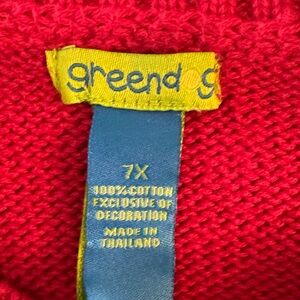 greendog
7X
100% COTTON
EXCLUSIVE OF
DECORATION
MADE IN
THAILAND